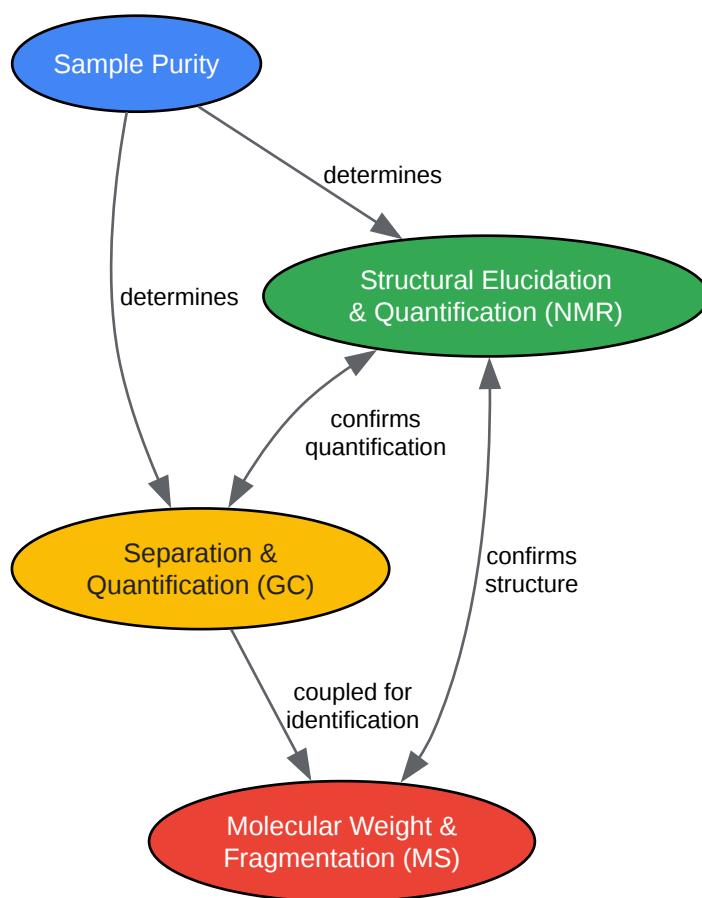 Sample Purity
determines
Structural Elucidation
& Quantification (NMR)
determines
confirms
quantification
Separation &
Quantification (GC)
confirms
structure
coupled for
identification
Molecular Weight &
Fragmentation (MS)